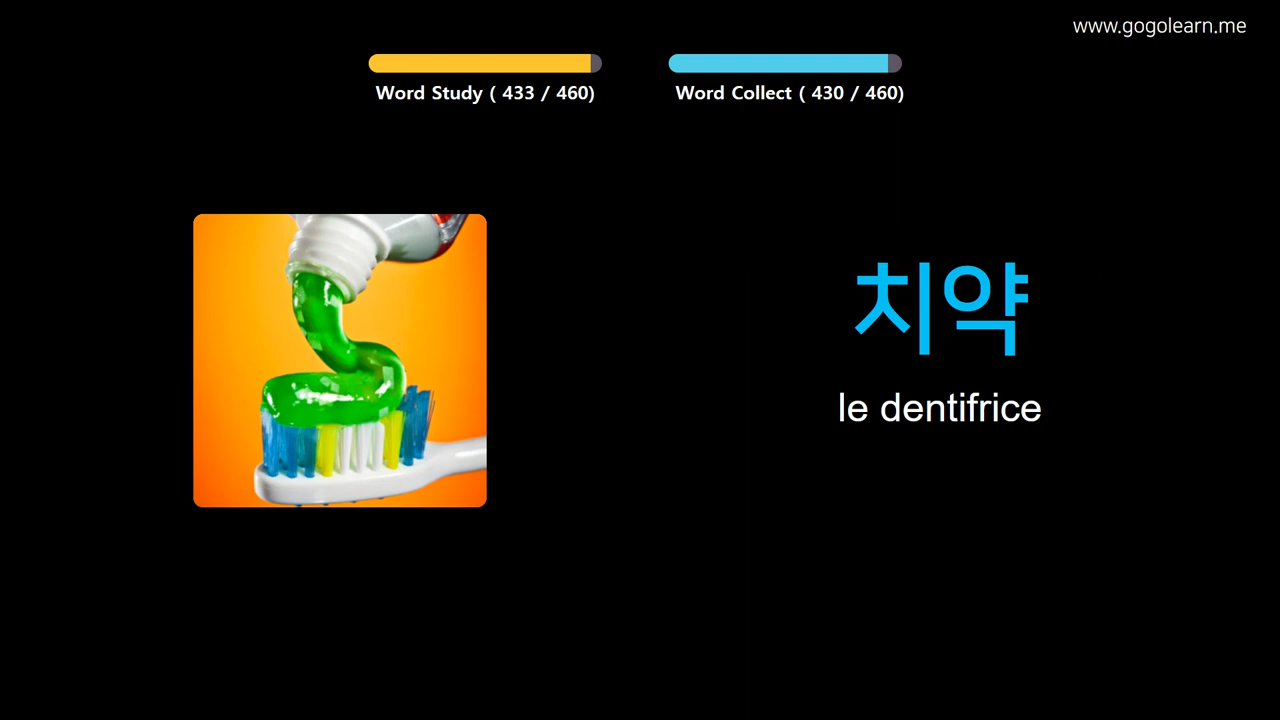 www.gogolearn.me
Word Study ( 433 / 460)
Word Collect ( 430 / 460)
치약
le dentifrice